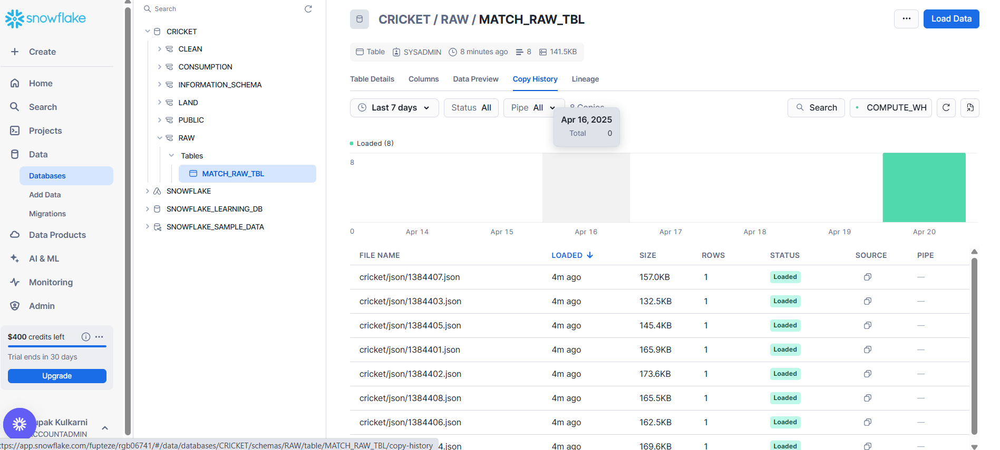 snowflake
Create
Home
Search
Projects
Data
Databases
Add Data
Migrations
Data Products
AI & ML
Monitoring
Admin
$400 credits left
Trial ends in 30 days
Upgrade
upak Kulkarni
ACCOUNTADMIN
Search
CRICKET
CLEAN
CONSUMPTION
INFORMATION_SCHEMA
LAND
PUBLIC
RAW
Tables
MATCH_RAW_TBL
SNOWFLAKE
SNOWFLAKE_LEARNING_DB
SNOWFLAKE_SAMPLE_DATA
CRICKET / RAW / MATCH_RAW_TBL
... Load Data
Table SYSADMIN 8 minutes ago 8 141.5KB
Table Details Columns Data Preview Copy History Lineage
Last 7 days Status All Pipe All 8 Copies Search COMPUTE_WH
Apr 16, 2025
Total 0
Loaded (8)
8
0 Apr 14 Apr 15 Apr 16 Apr 17 Apr 18 Apr 19 Apr 20
FILE NAME LOADED SIZE ROWS STATUS SOURCE PIPE
cricket/json/1384407.json 4m ago 157.0KB 1 Loaded —
cricket/json/1384403.json 4m ago 132.5KB 1 Loaded —
cricket/json/1384405.json 4m ago 145.4KB 1 Loaded —
cricket/json/1384401.json 4m ago 165.9KB 1 Loaded —
cricket/json/1384402.json 4m ago 173.6KB 1 Loaded —
cricket/json/1384408.json 4m ago 165.5KB 1 Loaded —
cricket/json/1384406.json 4m ago 162.5KB 1 Loaded —
4.json 4m ago 169.6KB 1 Loaded —
ttps://app.snowflake.com/fupteze/rgb06741/#/data/databases/CRICKET/schemas/RAW/table/MATCH_RAW_TBL/copy-history